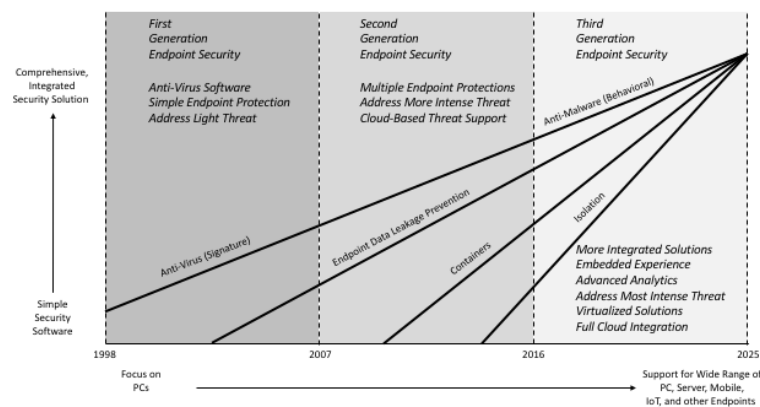 First
Generation
Endpoint Security
Anti-Virus Software
Simple Endpoint Protection
Address Light Threat
Second
Generation
Endpoint Security
Multiple Endpoint Protections
Address More Intense Threat
Cloud-Based Threat Support
Third
Generation
Endpoint Security
Comprehensive,
Integrated
Security Solution
Anti-Malware (Behavioral)
Anti-Virus (Signature)
Endpoint Data Leakage Prevention
Containers
Isolation
More Integrated Solutions
Embedded Experience
Advanced Analytics
Address Most Intense Threat
Virtualized Solutions
Full Cloud Integration
Simple
Security
Software
1998
2007
2016
2025
Focus on
PCs
Support for Wide Range of
PC, Server, Mobile,
IoT, and other Endpoints